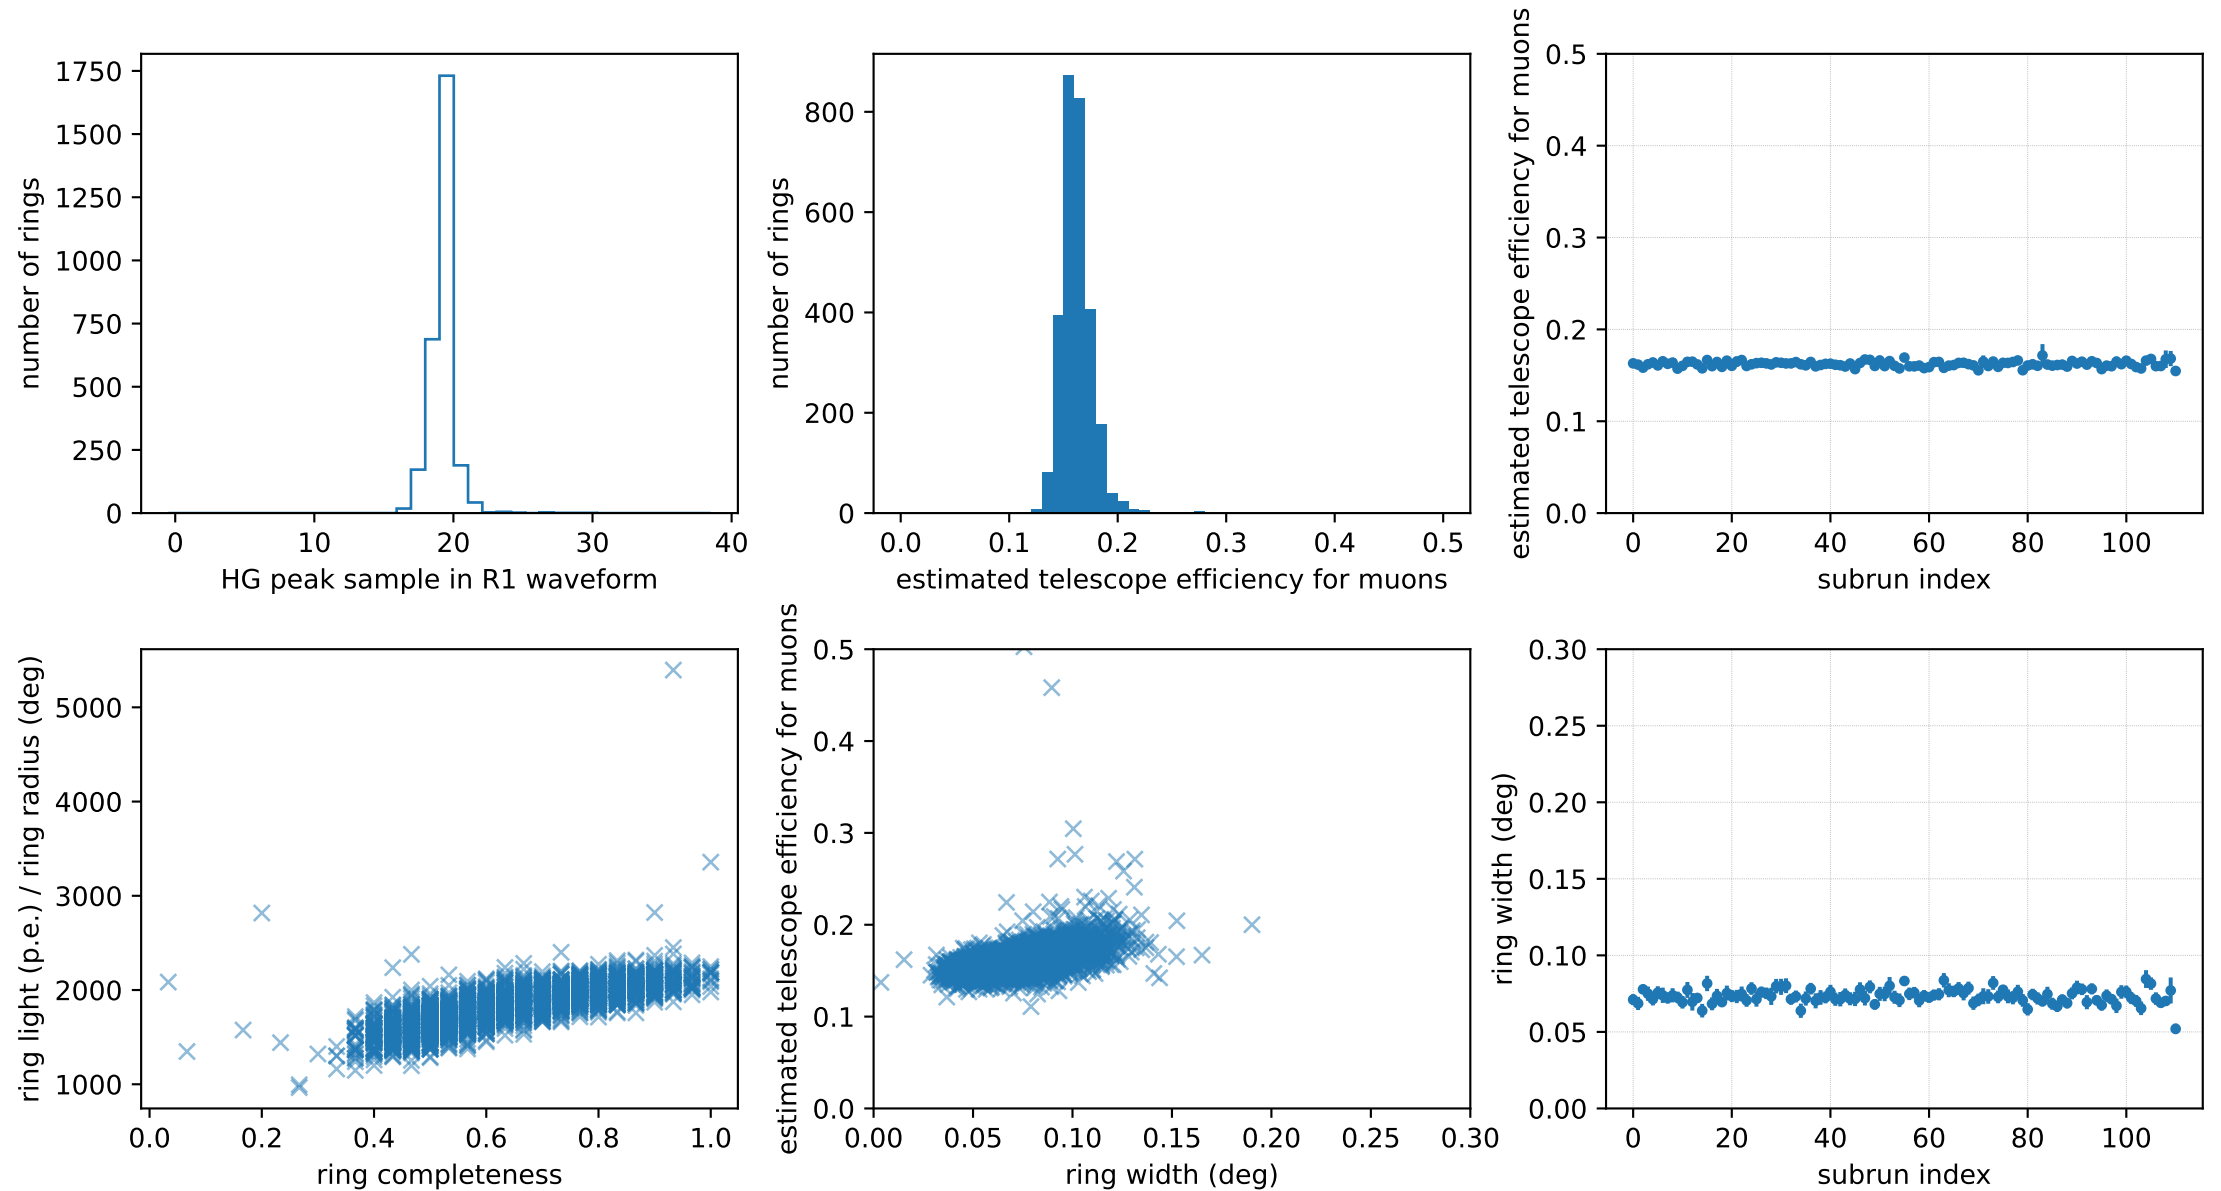 1750
1500
1250
1000
750
500
250
0
number of rings
0 10 20 30 40
HG peak sample in R1 waveform
800
600
400
200
0
number of rings
0.0 0.1 0.2 0.3 0.4 0.5
estimated telescope efficiency for muons
0.5
0.4
0.3
0.2
0.1
0.0
estimated telescope efficiency for muons
0 20 40 60 80 100
subrun index
5000
4000
3000
2000
1000
ring light (p.e.) / ring radius (deg)
0.0 0.2 0.4 0.6 0.8 1.0
ring completeness
0.5
0.4
0.3
0.2
0.1
0.0
estimated telescope efficiency for muons
0.00 0.05 0.10 0.15 0.20 0.25 0.30
ring width (deg)
0.30
0.25
0.20
0.15
0.10
0.05
0.00
ring width (deg)
0 20 40 60 80 100
subrun index